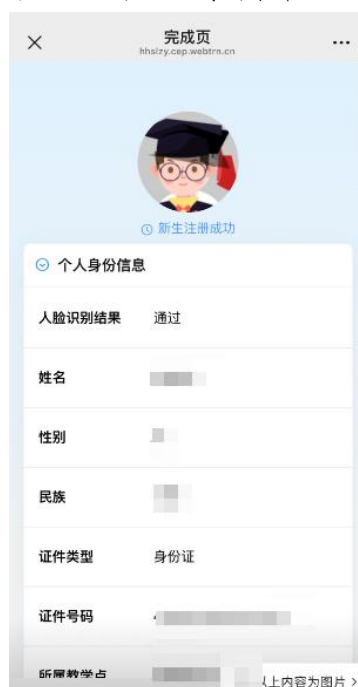 完成页
hhsizy.cep.webtrn.cn
新生注册成功
个人身份信息
人脸识别结果 通过
姓名
性别
民族
证件类型 身份证
证件号码
所属教学点
以上内容为图片 >